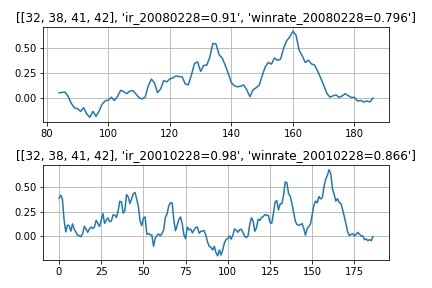 [[32, 38, 41, 42], 'ir_20080228=0.91', 'winrate_20080228=0.796']
0.50
0.25
0.00
80 100 120 140 160 180
[[32, 38, 41, 42], 'ir_20010228=0.98', 'winrate_20010228=0.866']
0.50
0.25
0.00
0 25 50 75 100 125 150 175